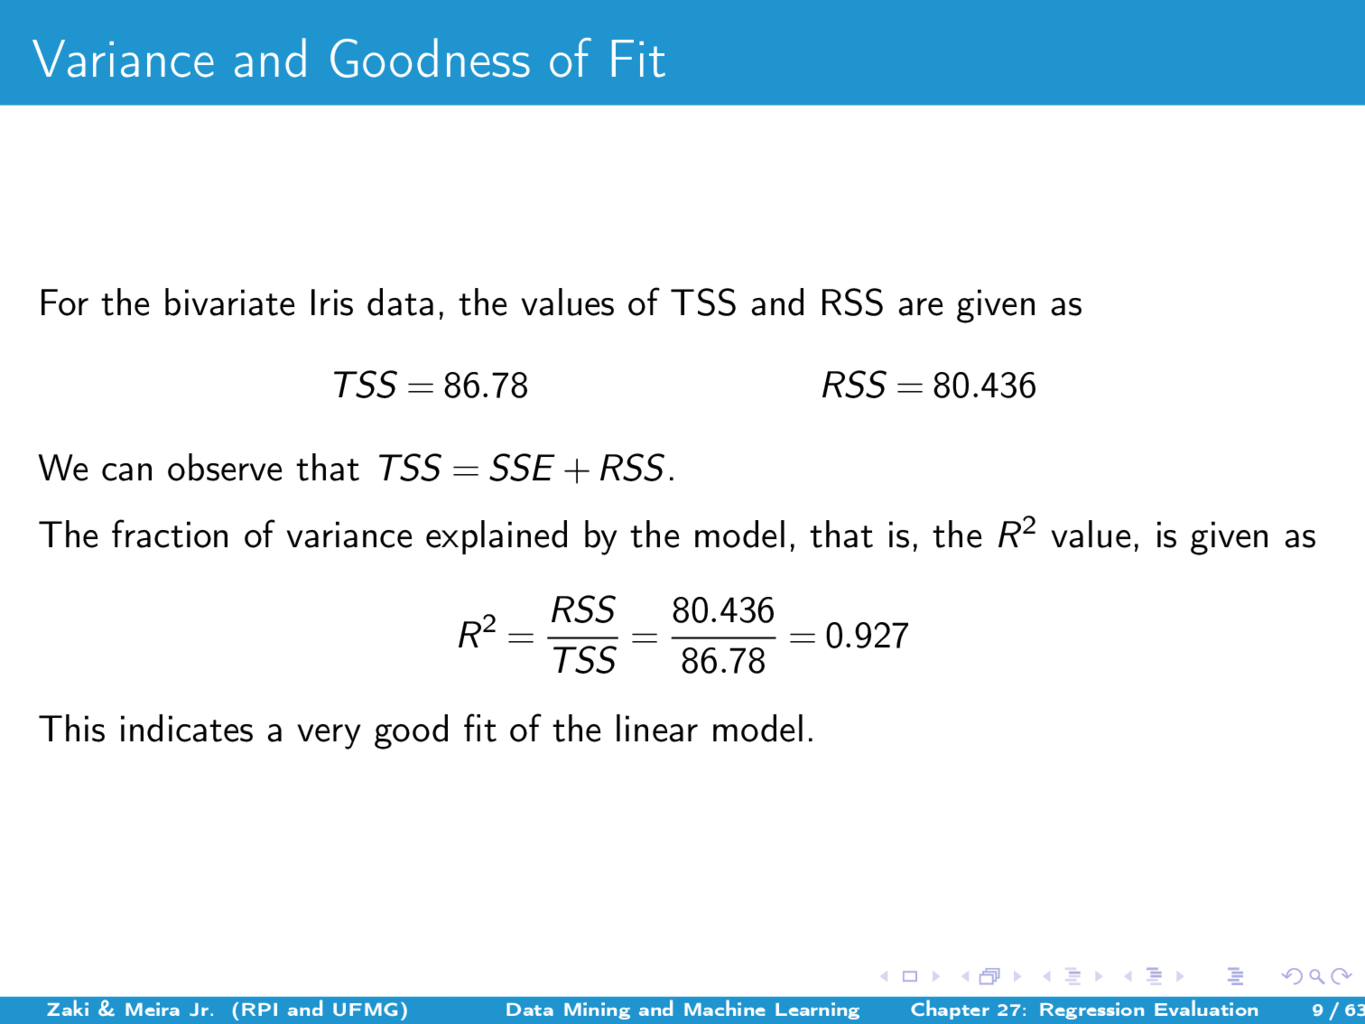 Variance and Goodness of Fit
For the bivariate Iris data, the values of TSS and RSS are given as
TSS = 86.78 RSS = 80.436
We can observe that TSS = SSE + RSS.
The fraction of variance explained by the model, that is, the R² value, is given as
R² = RSS/TSS = 80.436/86.78 = 0.927
This indicates a very good fit of the linear model.
Zaki & Meira Jr. (RPI and UFMG) Data Mining and Machine Learning Chapter 27: Regression Evaluation 9 / 63